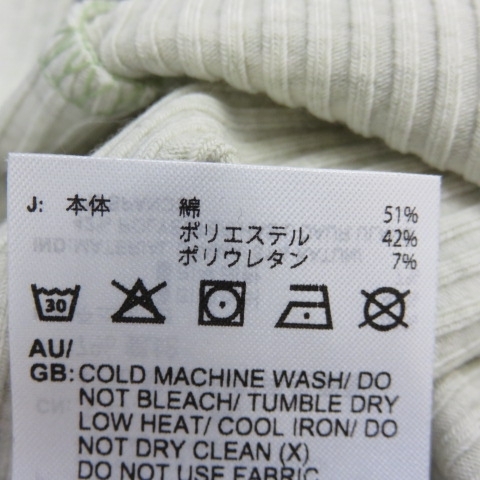 J: 本体 綿 51%
ポリエステル 42%
ポリウレタン 7%
30
AU/
GB: COLD MACHINE WASH/ DO
NOT BLEACH/ TUMBLE DRY
LOW HEAT/ COOL IRON/ DO
NOT DRY CLEAN (X)
DO NOT USE FABRIC